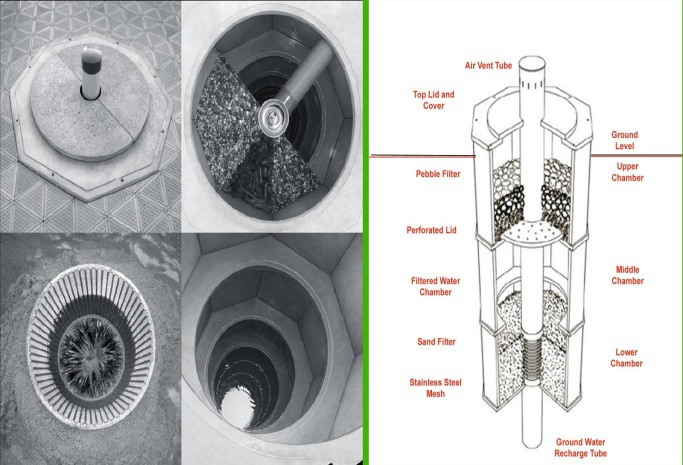 Air Vent Tube
Top Lid and
Cover
Ground
Level
Pebble Filter
Upper
Chamber
Perforated Lid
Filtered Water
Chamber
Middle
Chamber
Sand Filter
Lower
Chamber
Stainless Steel
Mesh
Ground Water
Recharge Tube